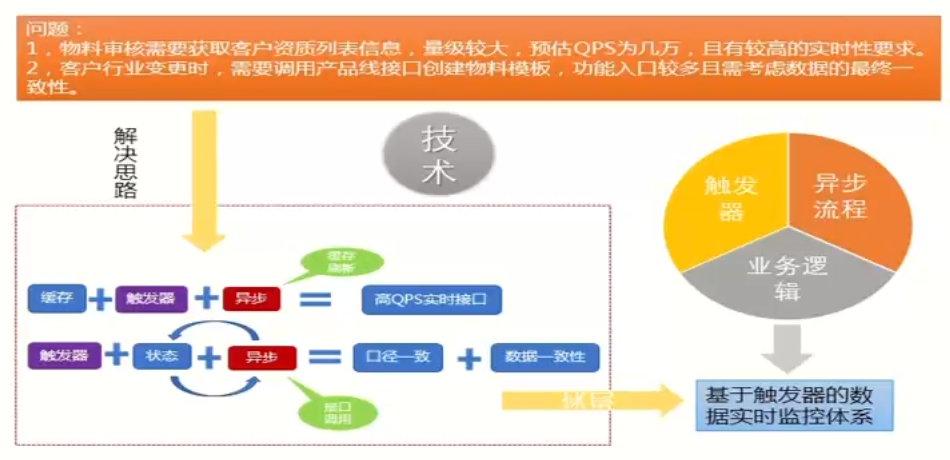 问题：
1，物料审核需要获取客户资质列表信息，量级较大，预估QPS为几万，且有较高的实时性要求。
2，客户行业变更时，需要调用产品线接口创建物料模板，功能入口较多且需考虑数据的最终一
致性。
解决思路
技
术
触发
器
异步
流程
业务逻
辑
缓存
刷新
缓存
触发器
异步
高QPS实时接口
触发器
状态
异步
口径一致
数据一致性
接口
调用
基于触发器的数
据实时监控体系